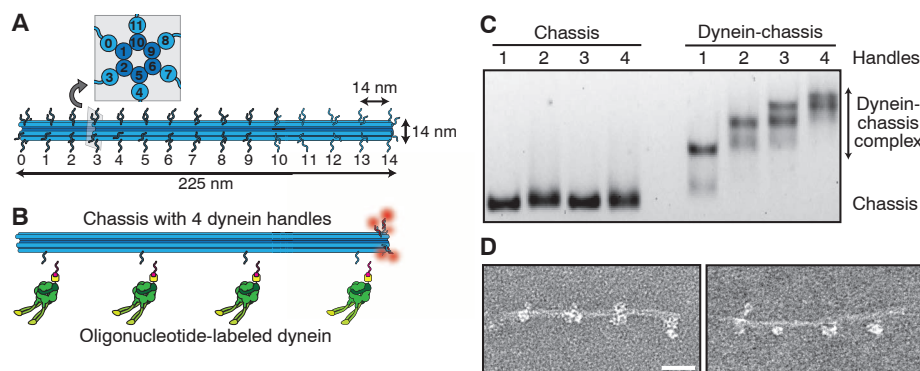 A
11
0 10 8
1 9
2 6
3 5 7
4
14 nm
14 nm
0 1 2 3 4 5 6 7 8 9 10 11 12 13 14
225 nm
B
Chassis with 4 dynein handles
Oligonucleotide-labeled dynein
C
Chassis Dynein-chassis
1 2 3 4 1 2 3 4 Handles
Dynein-
chassis
complex
Chassis
D